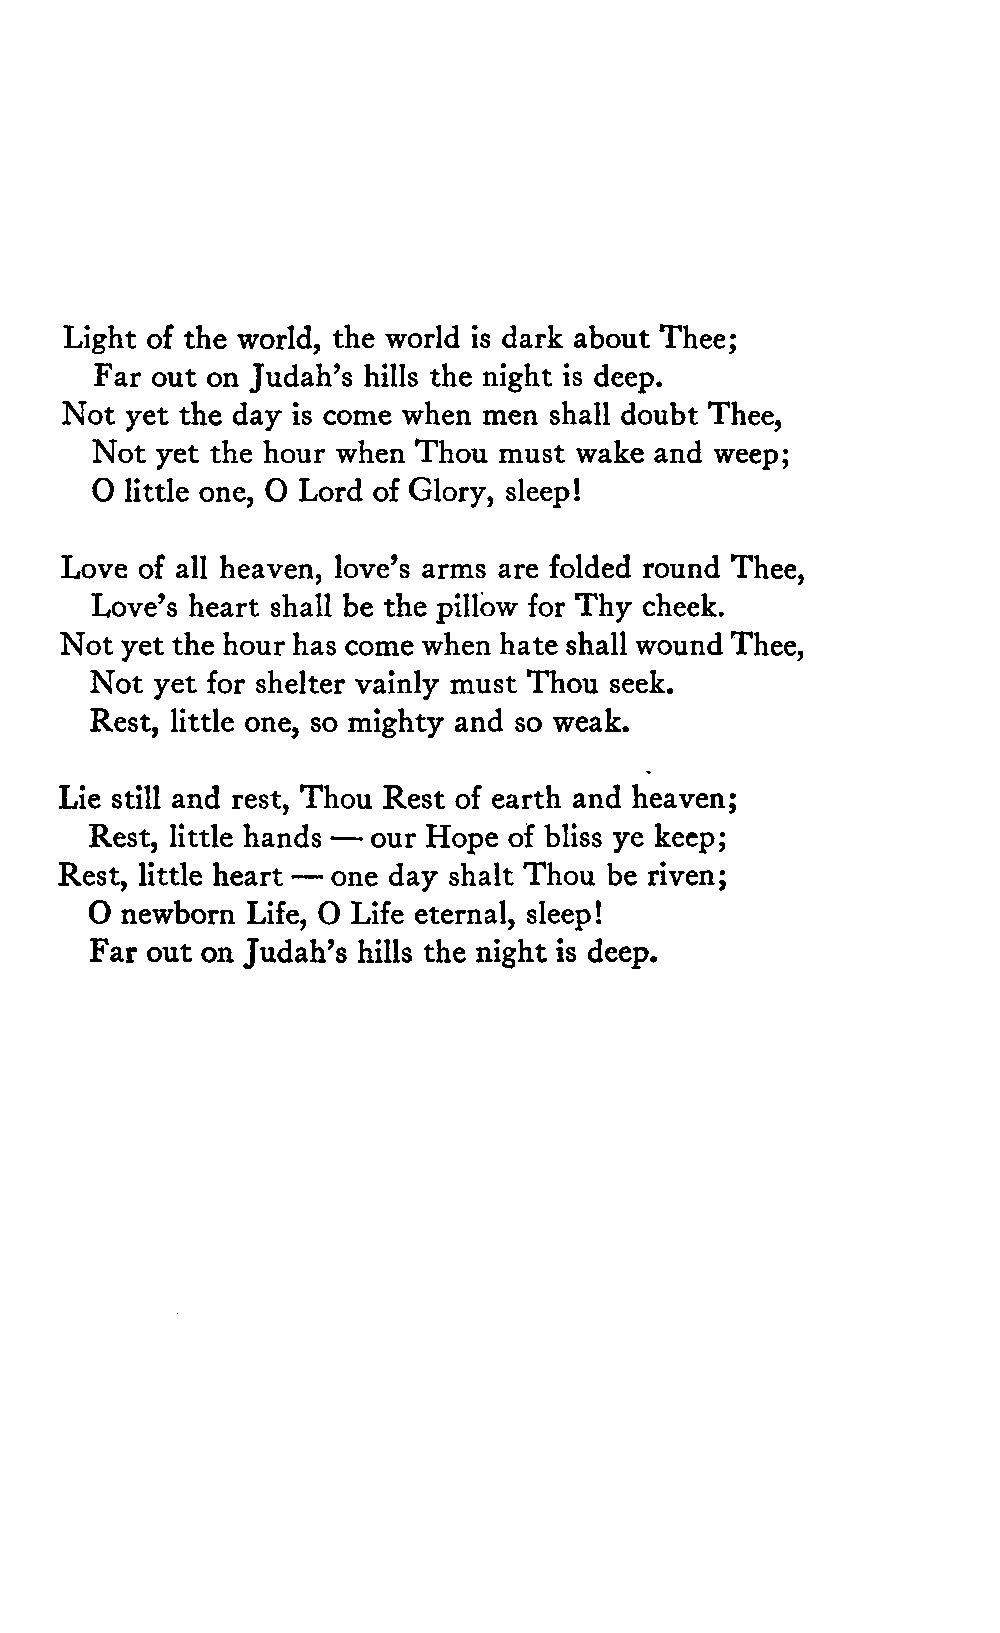 Light of the world, the world is dark about Thee;
Far out on Judah's hills the night is deep.
Not yet the day is come when men shall doubt Thee,
Not yet the hour when Thou must wake and weep;
O little one, O Lord of Glory, sleep!

Love of all heaven, love's arms are folded round Thee,
Love's heart shall be the pillow for Thy cheek.
Not yet the hour has come when hate shall wound Thee,
Not yet for shelter vainly must Thou seek.
Rest, little one, so mighty and so weak.

Lie still and rest, Thou Rest of earth and heaven;
Rest, little hands — our Hope of bliss ye keep;
Rest, little heart — one day shalt Thou be riven;
O newborn Life, O Life eternal, sleep!
Far out on Judah's hills the night is deep.